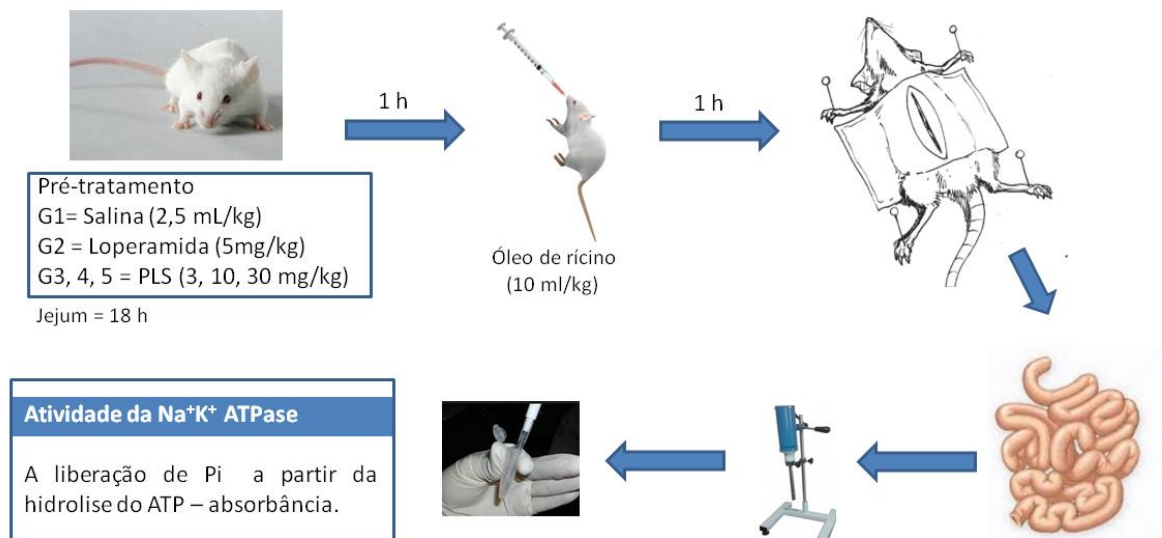 1 h
1 h
Pré-tratamento
G1= Salina (2,5 mL/kg)
G2 = Loperamida (5mg/kg)
G3, 4, 5 = PLS (3, 10, 30 mg/kg)
Jejum = 18 h
Óleo de rícino
(10 ml/kg)
Atividade da Na⁺K⁺ ATPase
A liberação de Pi a partir da
hidrolise do ATP – absorbância.